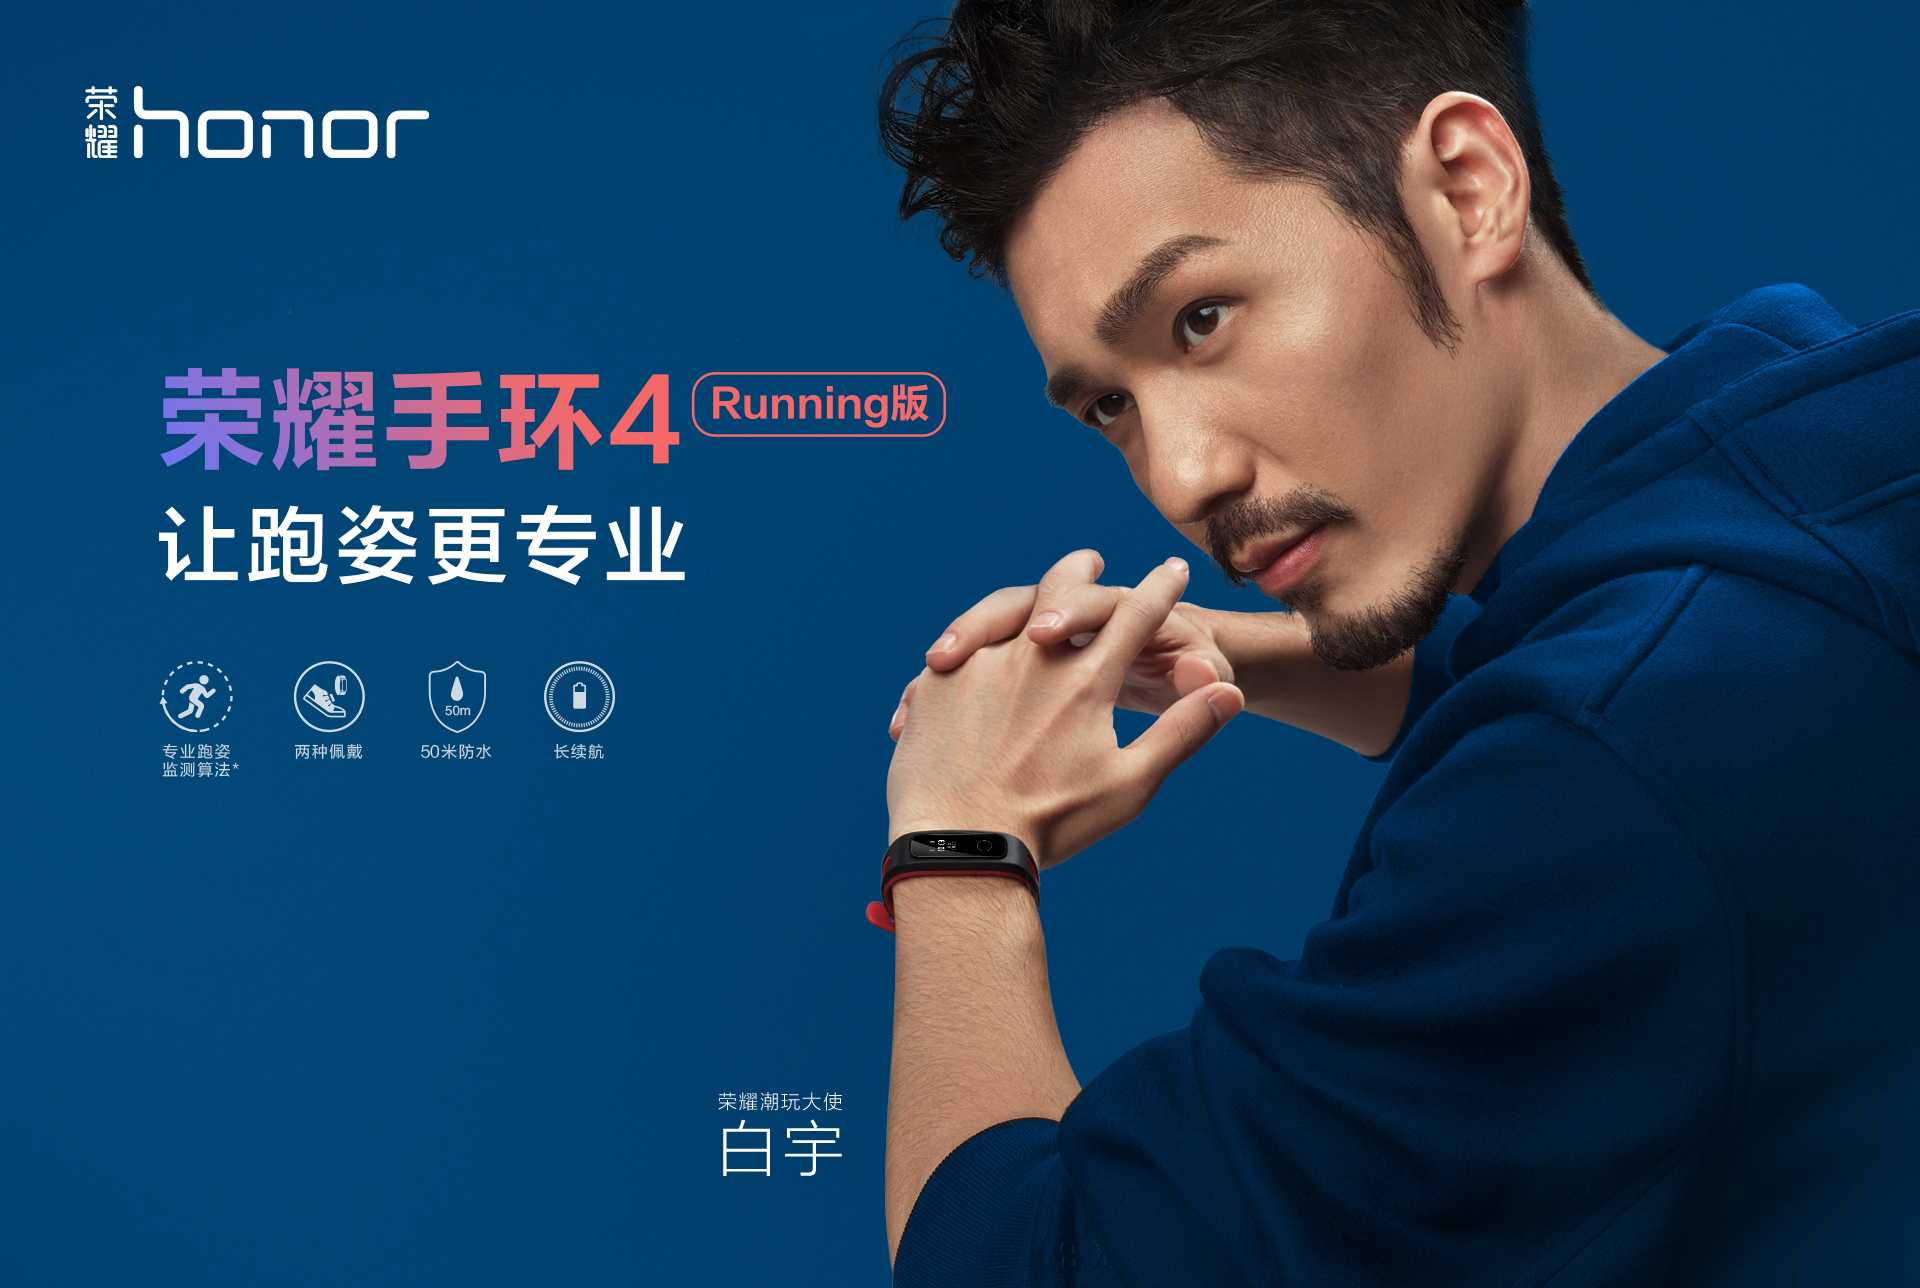 荣耀 honor
荣耀手环4 Running版
让跑姿更专业
50m
专业跑姿
监测算法*
两种佩戴
50米防水
长续航
荣耀潮玩大使
白宇